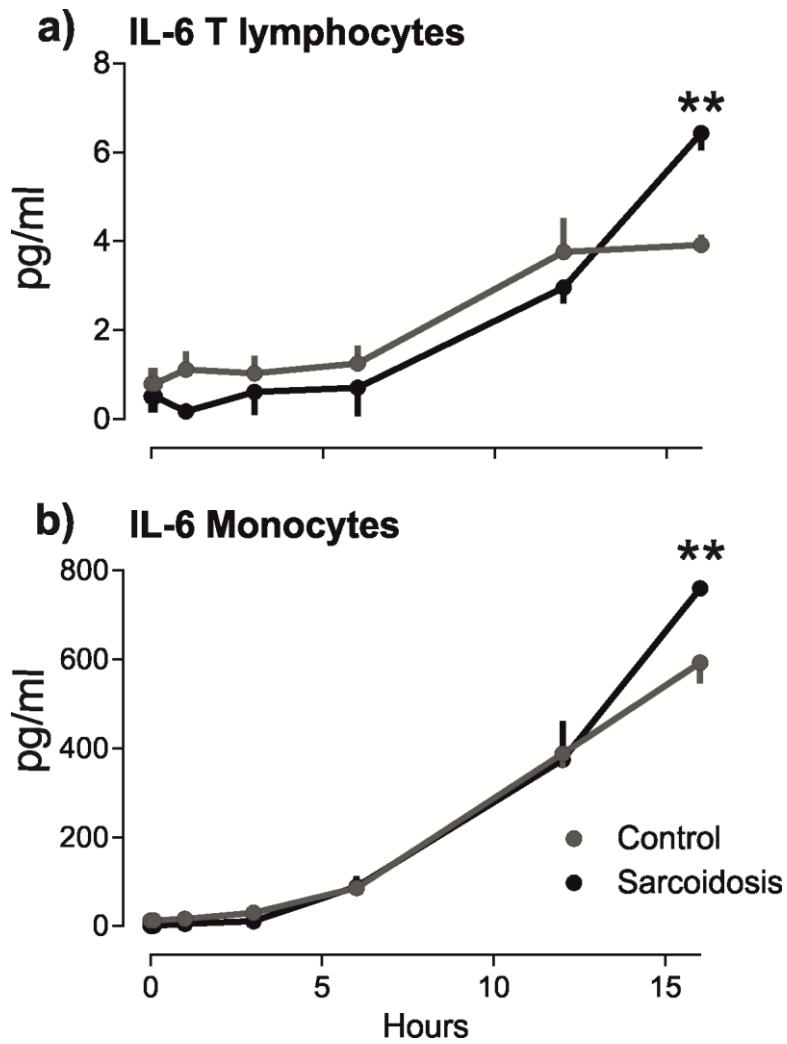 a) IL-6 T lymphocytes
8
**
6
pg/ml
4
2
0
b) IL-6 Monocytes
800
**
600
pg/ml
400
200
Control
Sarcoidosis
0
0 5 10 15
Hours